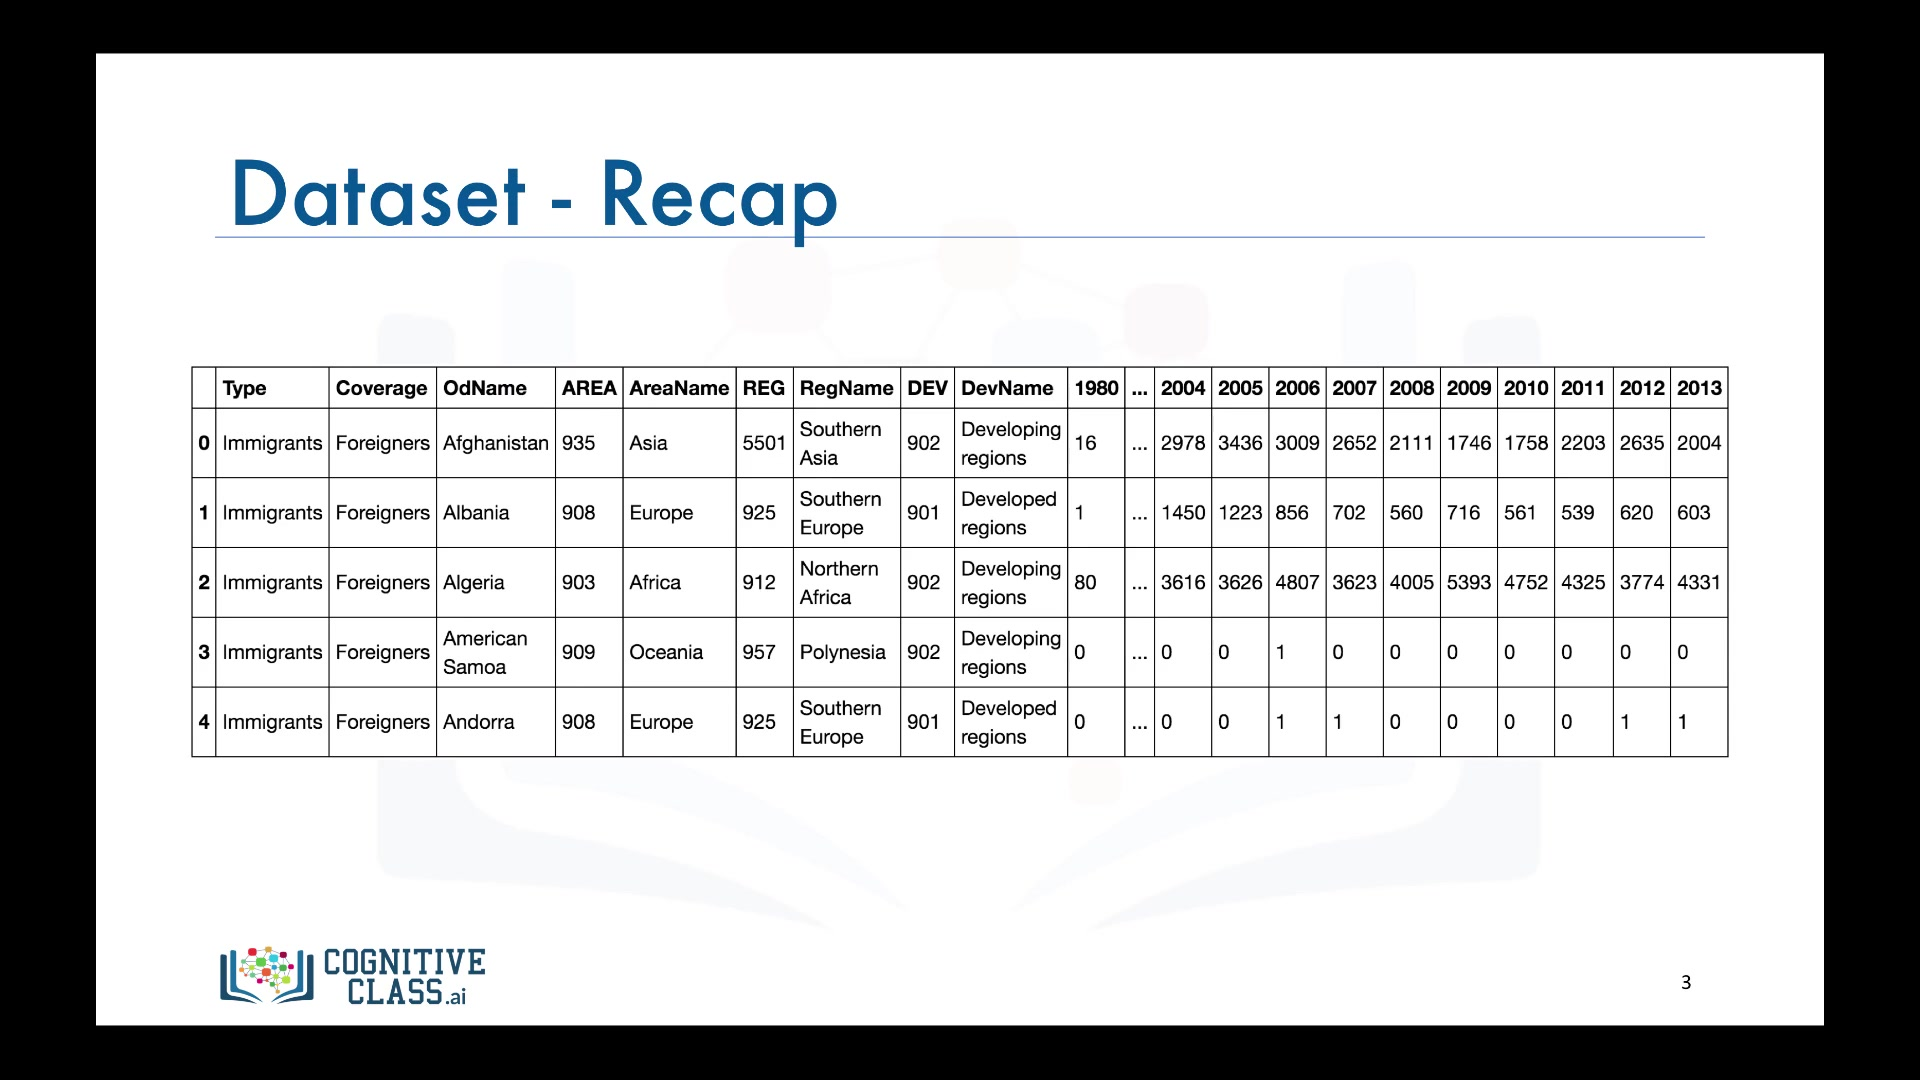 Dataset - Recap
Type Coverage OdName AREA AreaName REG RegName DEV DevName 1980 ... 2004 2005 2006 2007 2008 2009 2010 2011 2012 2013
0 Immigrants Foreigners Afghanistan 935 Asia 5501 Southern Asia 902 Developing regions 16 ... 2978 3436 3009 2652 2111 1746 1758 2203 2635 2004
1 Immigrants Foreigners Albania 908 Europe 925 Southern Europe 901 Developed regions 1 ... 1450 1223 856 702 560 716 561 539 620 603
2 Immigrants Foreigners Algeria 903 Africa 912 Northern Africa 902 Developing regions 80 ... 3616 3626 4807 3623 4005 5393 4752 4325 3774 4331
3 Immigrants Foreigners American Samoa 909 Oceania 957 Polynesia 902 Developing regions 0 ... 0 0 1 0 0 0 0 0 0 0
4 Immigrants Foreigners Andorra 908 Europe 925 Southern Europe 901 Developed regions 0 ... 0 0 1 1 0 0 0 0 1 1
COGNITIVE
CLASS.ai
3